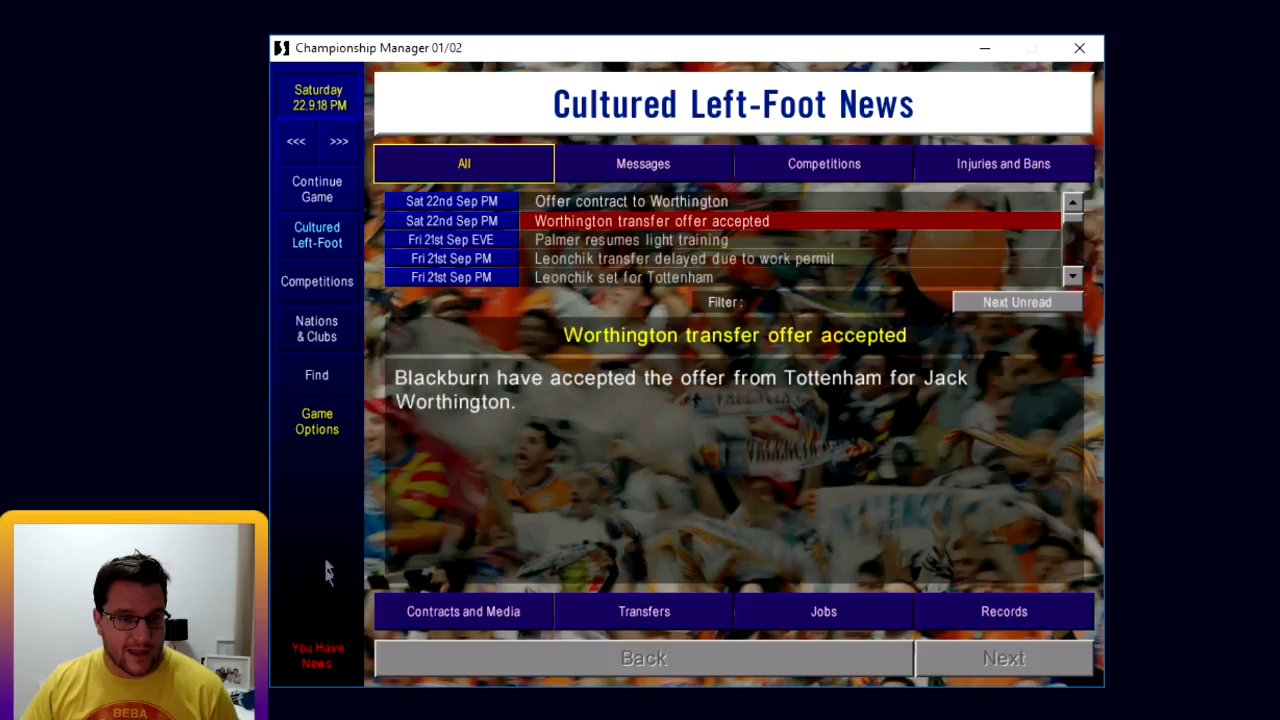 Championship Manager 01/02
Saturday
22.9.18 PM
<<< >>>
Continue
Game
Cultured
Left-Foot
Competitions
Nations
& Clubs
Find
Game
Options
You Have
News
Cultured Left-Foot News
All Messages Competitions Injuries and Bans
Sat 22nd Sep PM Offer contract to Worthington
Sat 22nd Sep PM Worthington transfer offer accepted
Fri 21st Sep EVE Palmer resumes light training
Fri 21st Sep PM Leonchik transfer delayed due to work permit
Fri 21st Sep PM Leonchik set for Tottenham
Filter : Next Unread
Worthington transfer offer accepted
Blackburn have accepted the offer from Tottenham for Jack
Worthington.
VALENCIA
Contracts and Media Transfers Jobs Records
Back Next
BEBA